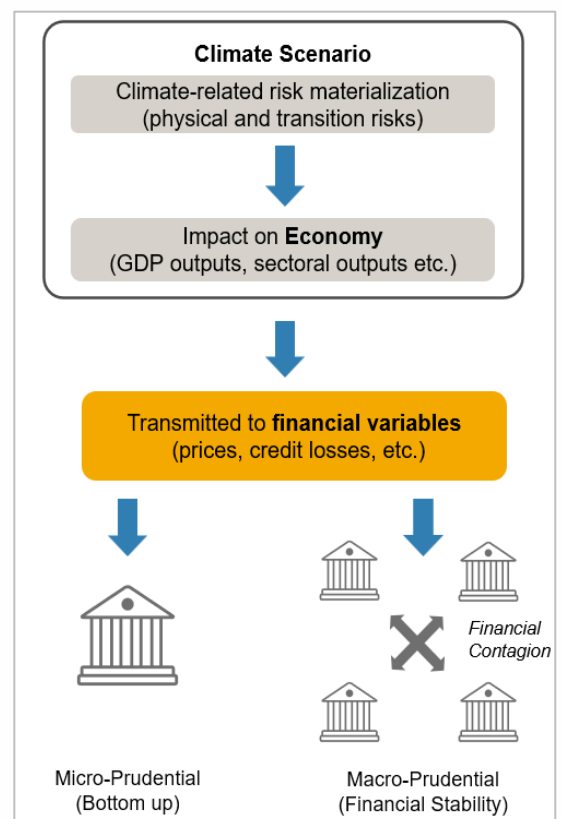 Climate Scenario
Climate-related risk materialization
(physical and transition risks)
Impact on Economy
(GDP outputs, sectoral outputs etc.)
Transmitted to financial variables
(prices, credit losses, etc.)
Financial
Contagion
Micro-Prudential
(Bottom up)
Macro-Prudential
(Financial Stability)